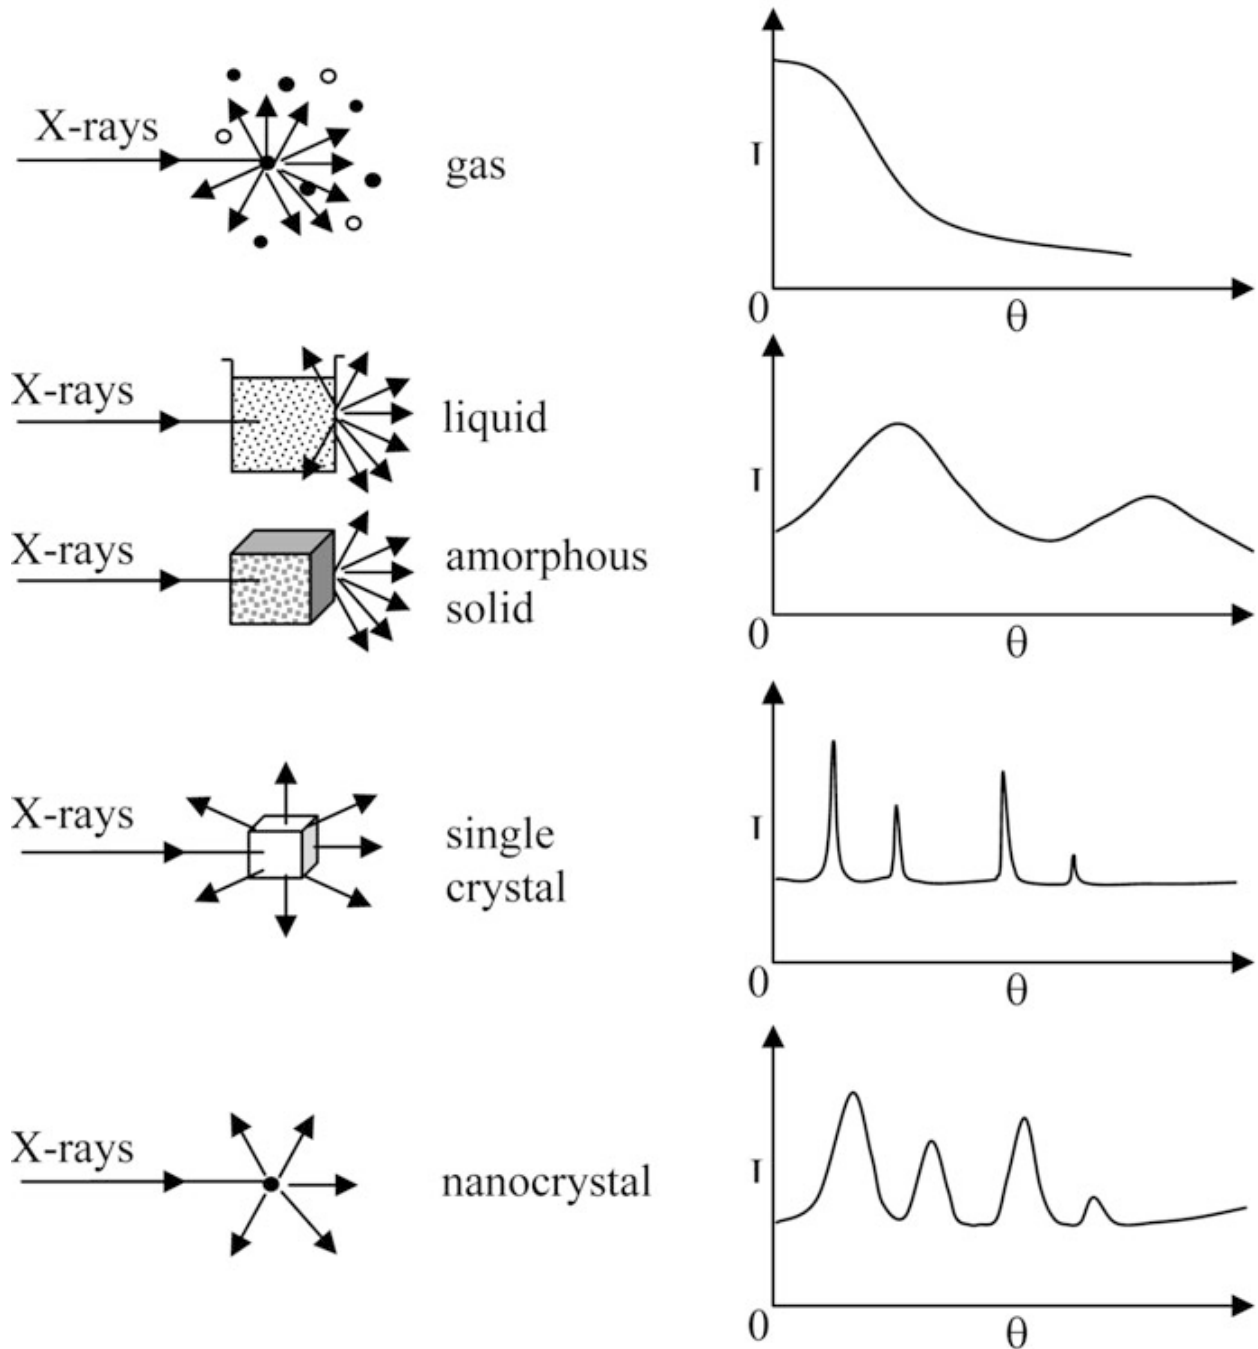 X-rays
gas
I
0
θ
X-rays
liquid
I
X-rays
amorphous
solid
0
θ
X-rays
single
crystal
I
0
θ
X-rays
nanocrystal
I
0
θ